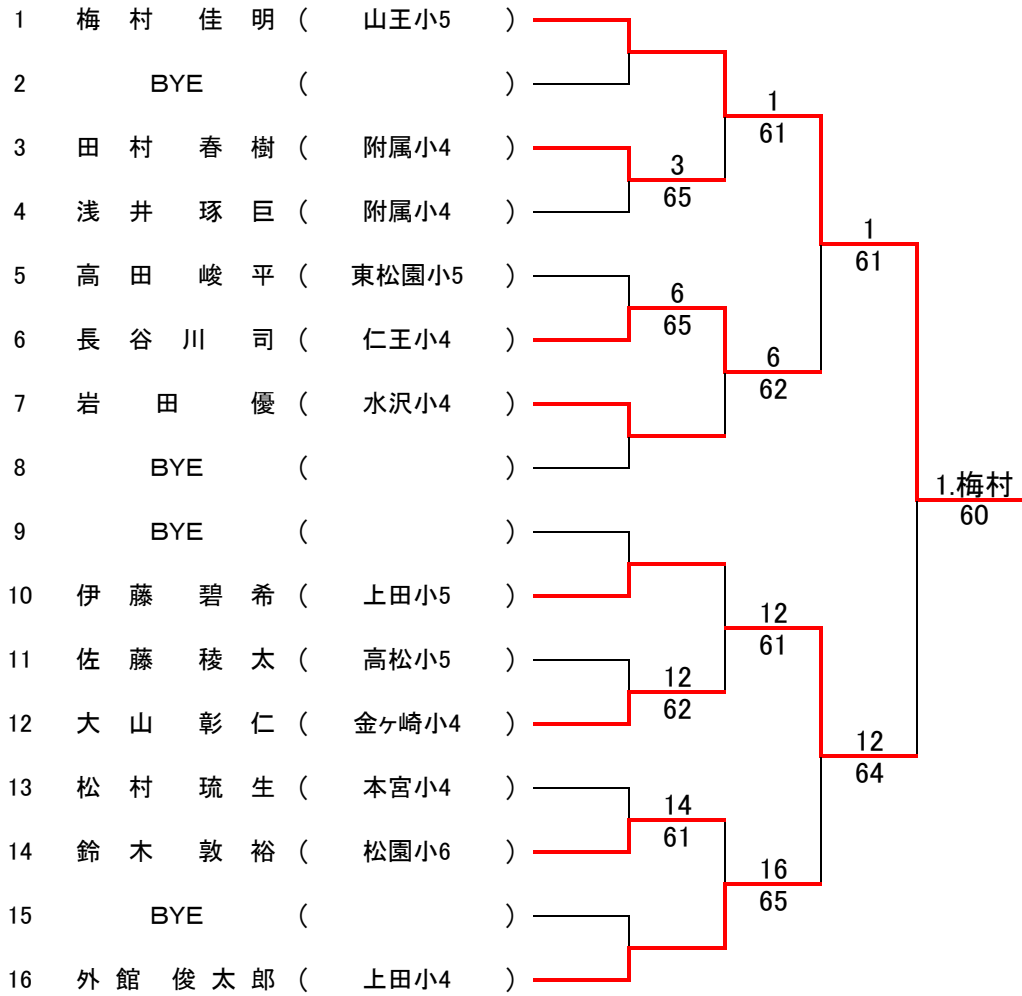 1 梅村 佳明 ( 山王小5 )
2 BYE ( )
3 田村 春樹 ( 附属小4 )
4 浅井 琢巨 ( 附属小4 )
5 高田 峻平 ( 東松園小5 )
6 長谷川 司 ( 仁王小4 )
7 岩田 優 ( 水沢小4 )
8 BYE ( )
9 BYE ( )
10 伊藤 碧希 ( 上田小5 )
11 佐藤 稜太 ( 高松小5 )
12 大山 彰仁 ( 金ヶ崎小4 )
13 松村 琉生 ( 本宮小4 )
14 鈴木 敦裕 ( 松園小6 )
15 BYE ( )
16 外館 俊太郎 ( 上田小4 )
3
65
6
65
12
62
14
61
1
61
6
62
12
61
16
65
1
61
12
64
1.梅村
60